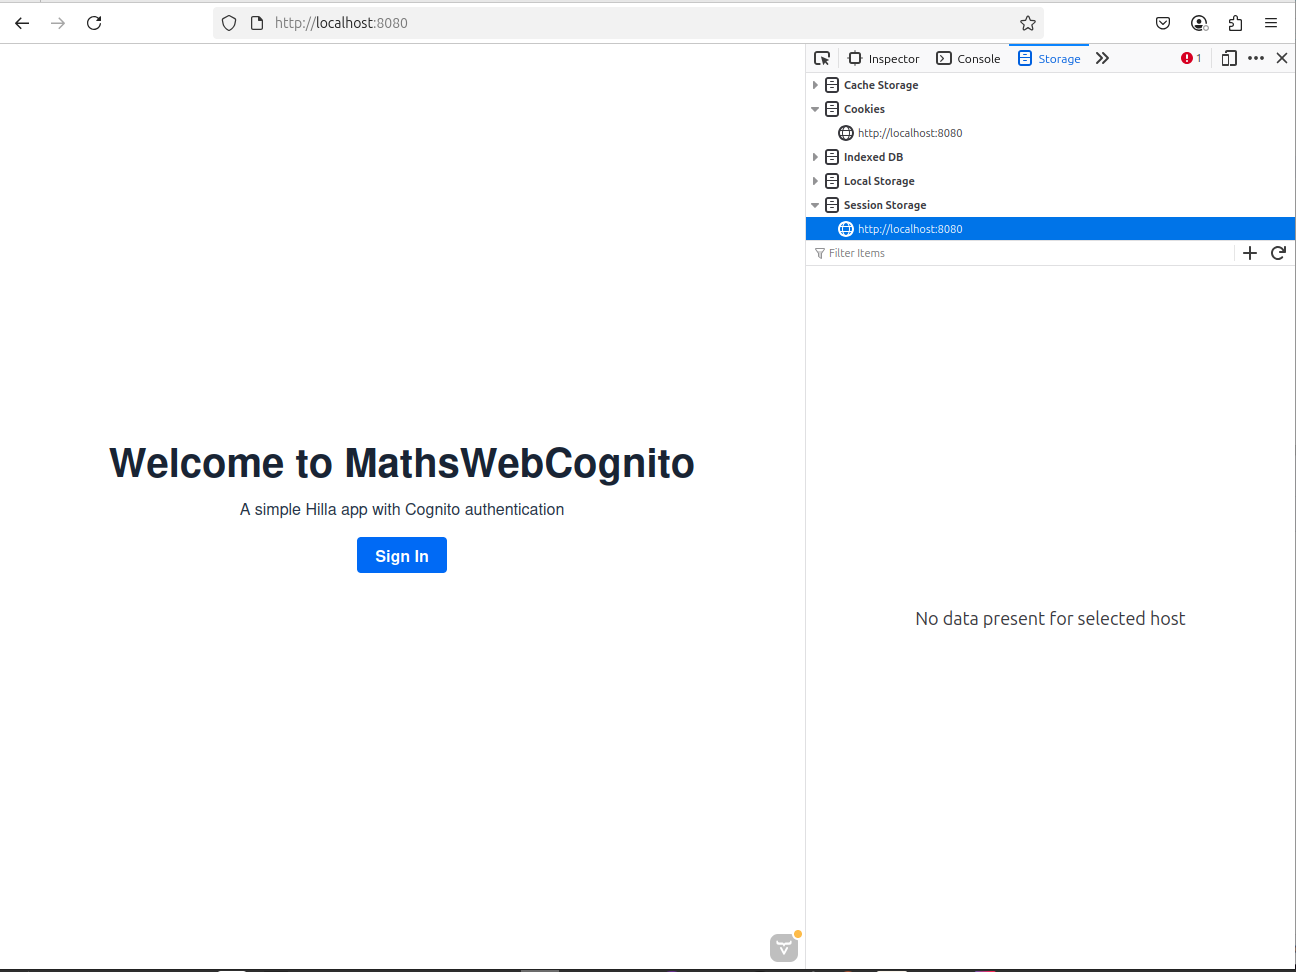 http://localhost:8080
Inspector
Console
Storage
1
Cache Storage
Cookies
http://localhost:8080
Indexed DB
Local Storage
Session Storage
http://localhost:8080
Filter Items
No data present for selected host
Welcome to MathsWebCognito
A simple Hilla app with Cognito authentication
Sign In